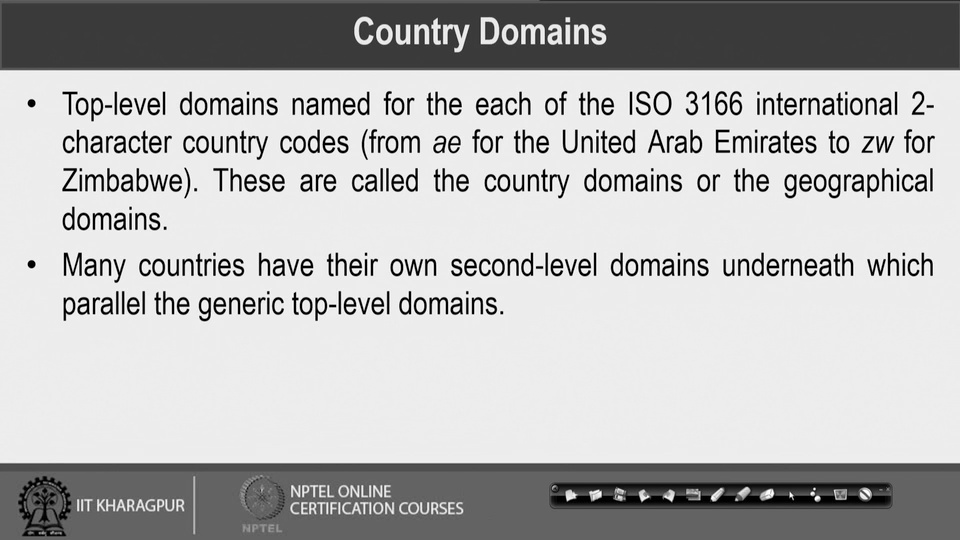 Country Domains
• Top-level domains named for the each of the ISO 3166 international 2-
character country codes (from ae for the United Arab Emirates to zw for
Zimbabwe). These are called the country domains or the geographical
domains.
• Many countries have their own second-level domains underneath which
parallel the generic top-level domains.
IIT KHARAGPUR
NPTEL ONLINE
CERTIFICATION COURSES
NPTEL